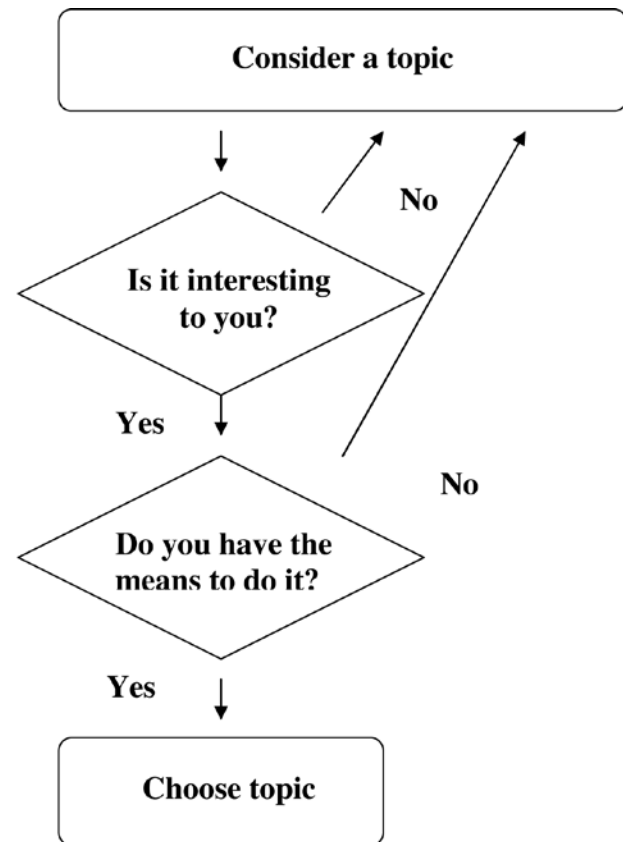 Consider a topic
No
Is it interesting
to you?
Yes
No
Do you have the
means to do it?
Yes
Choose topic